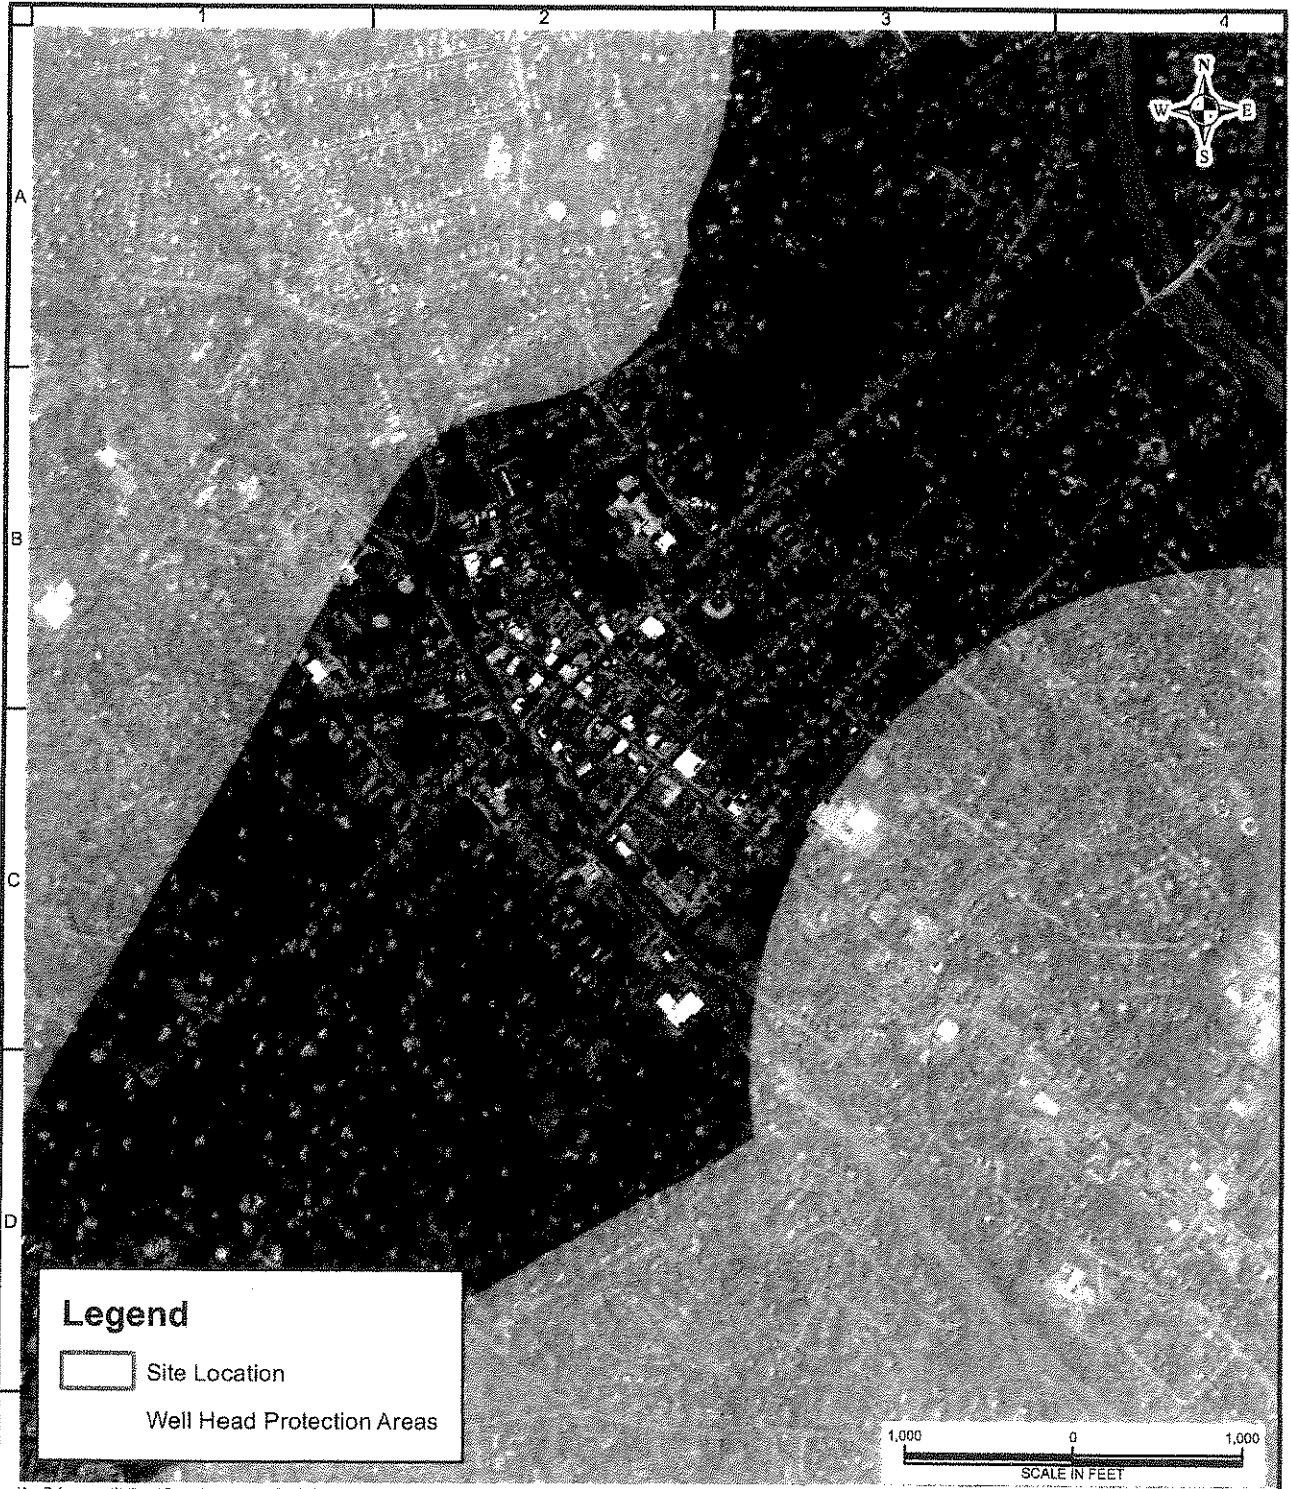 1 2 3 4
N
W E
S
A
B
C
D
Legend
Site Location
Well Head Protection Areas
1,000 0 1,000
SCALE IN FEET